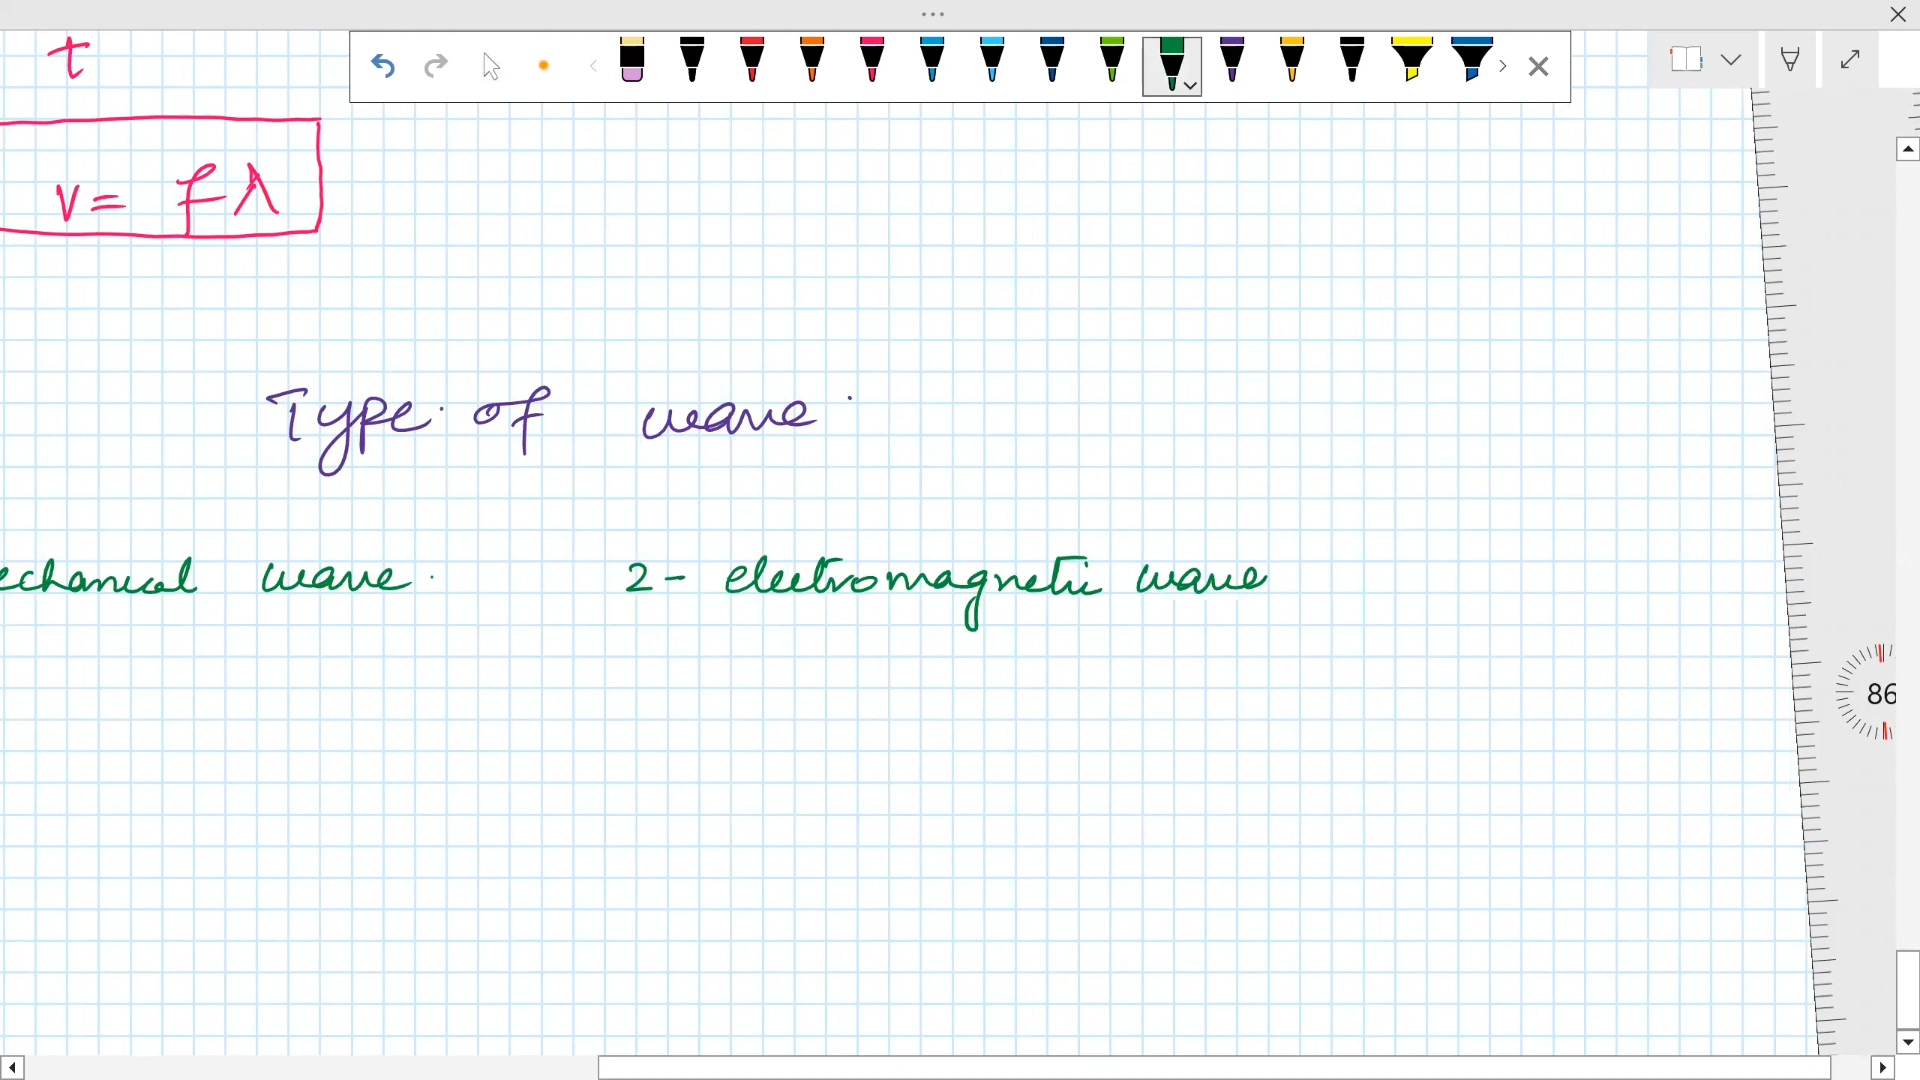 t
v= fλ
Type of wave
echanical wave. 2- electromagnetic wave
86